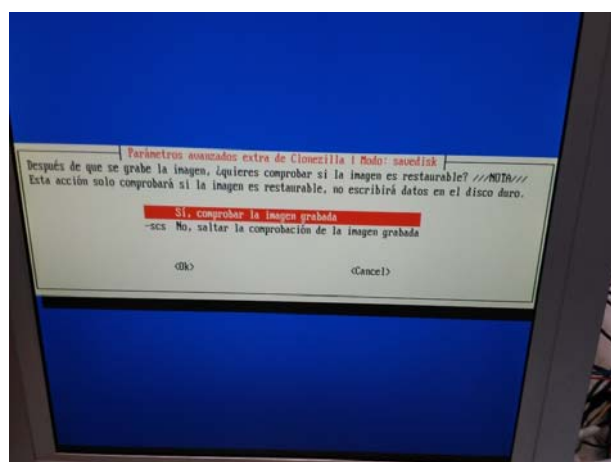 Parámetros avanzados extra de Clonezilla | Modo: savedisk
Después de que se grabe la imagen, ¿quieres comprobar si la imagen es restaurable? ///NOTA///
Esta acción solo comprobará si la imagen es restaurable, no escribirá datos en el disco duro.
Sí, comprobar la imagen grabada
-scs No, saltar la comprobación de la imagen grabada
<Ok> <Cancel>